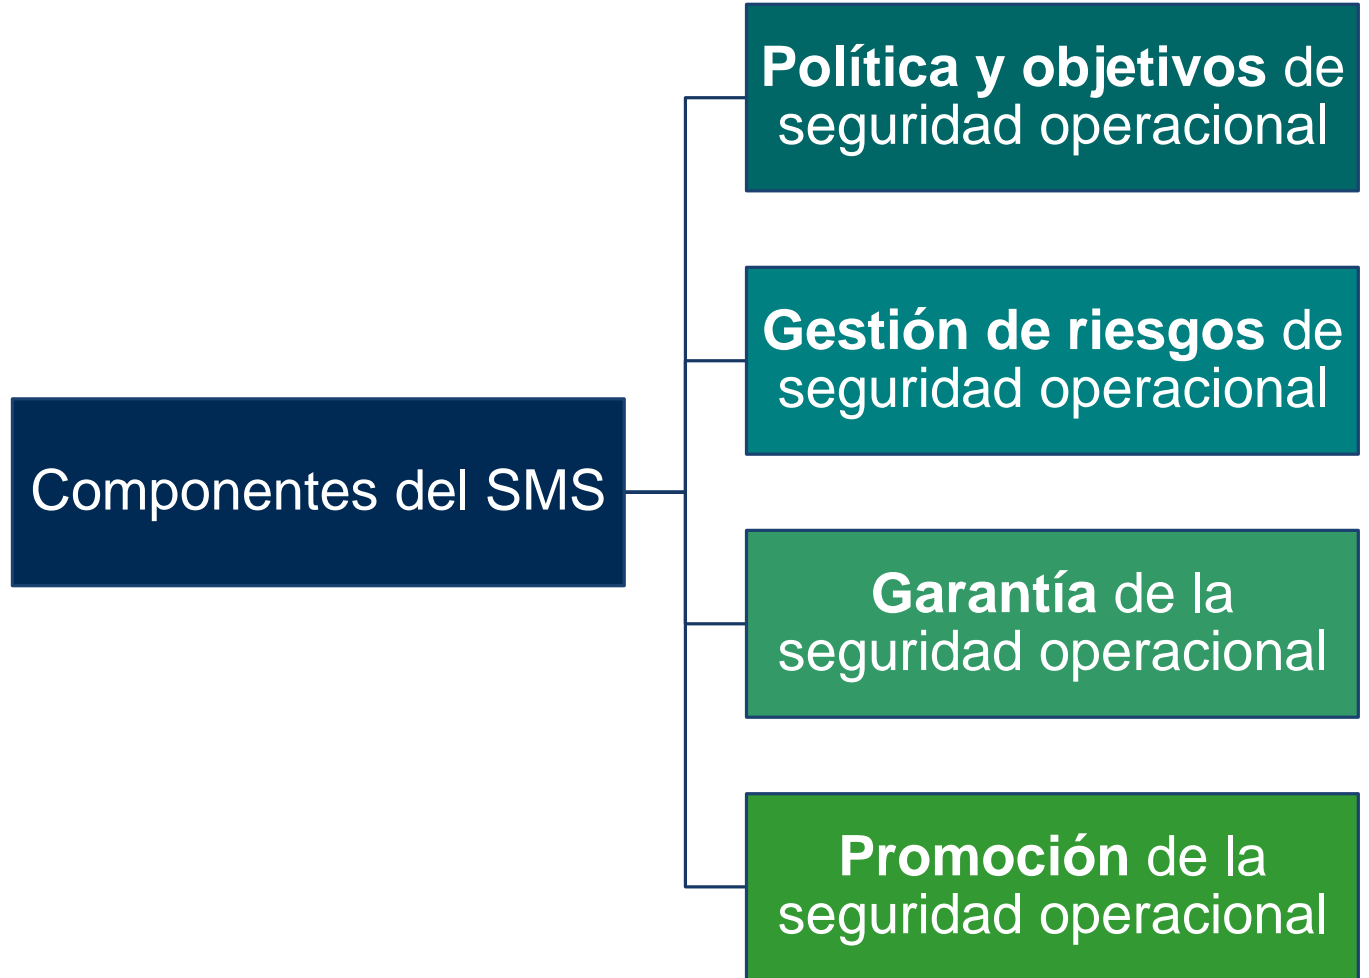 Política y objetivos de
seguridad operacional
Gestión de riesgos de
seguridad operacional
Componentes del SMS
Garantía de la
seguridad operacional
Promoción de la
seguridad operacional